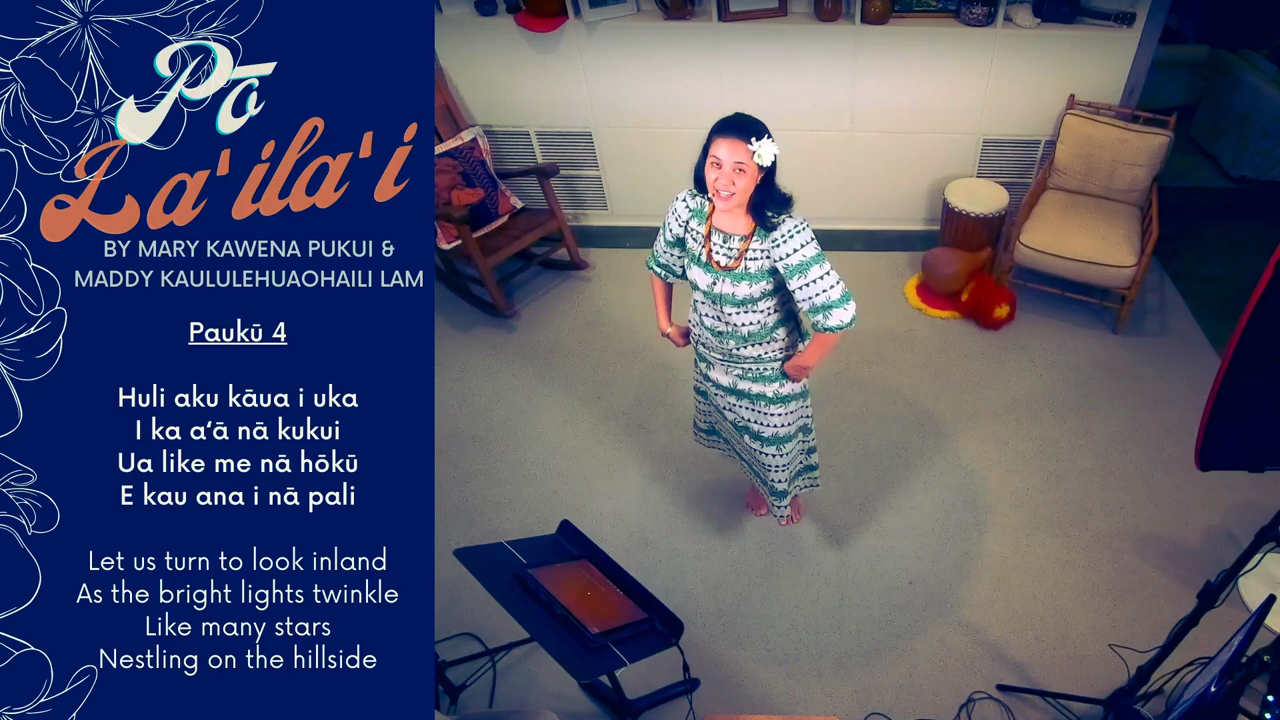 Pō
Laʻilaʻi
BY MARY KAWENA PUKUI &
MADDY KAULULEHUAOHAILI LAM
Paukū 4
Huli aku kāua i uka
I ka aʻā nā kukui
Ua like me nā hōkū
E kau ana i nā pali
Let us turn to look inland
As the bright lights twinkle
Like many stars
Nestling on the hillside